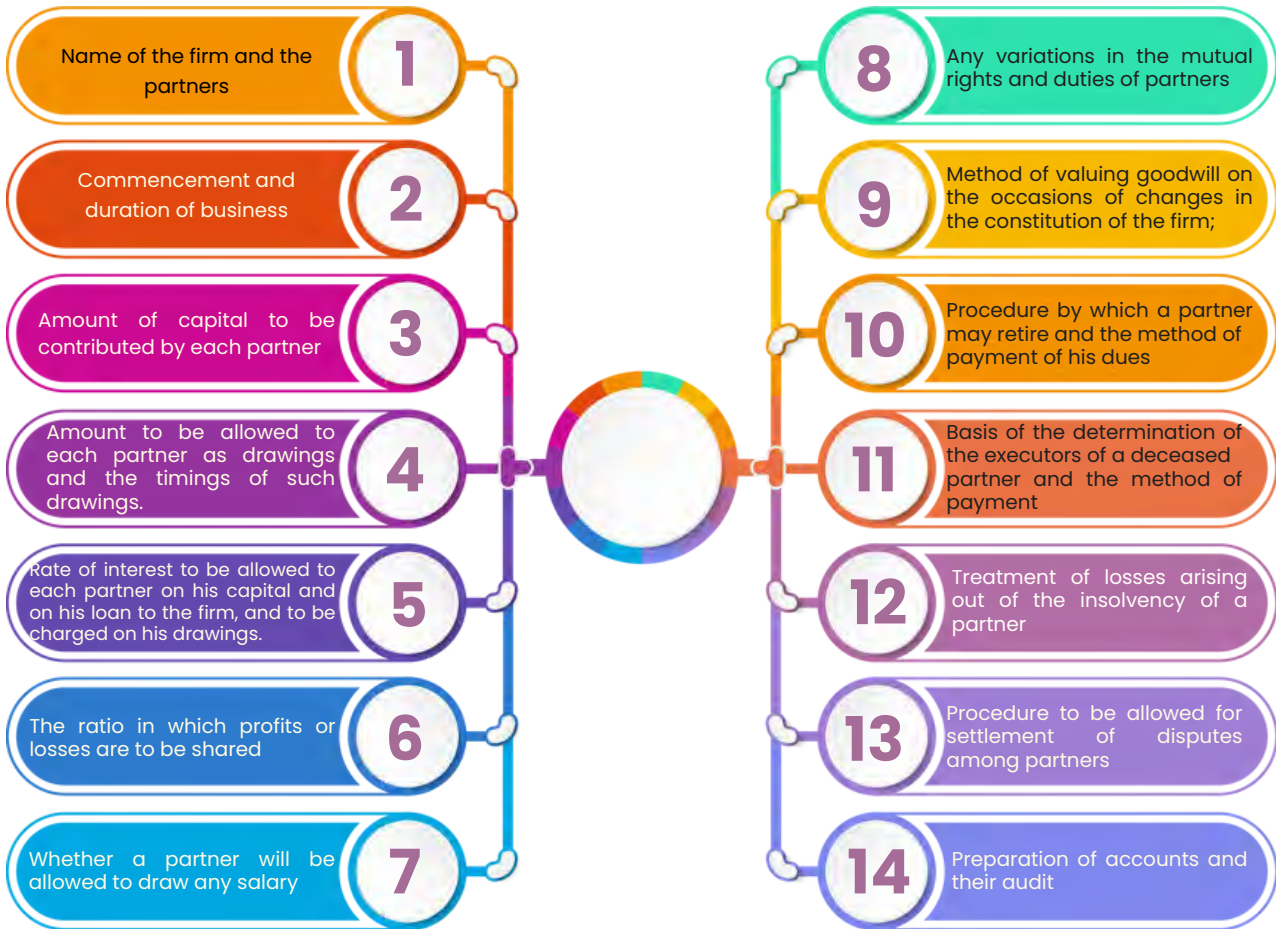 1
Name of the firm and the
partners
2
Commencement and
duration of business
3
Amount of capital to be
contributed by each partner
4
Amount to be allowed to
each partner as drawings
and the timings of such
drawings.
5
Rate of interest to be allowed to
each partner on his capital and
on his loan to the firm, and to be
charged on his drawings.
6
The ratio in which profits or
losses are to be shared
7
Whether a partner will be
allowed to draw any salary
8
Any variations in the mutual
rights and duties of partners
9
Method of valuing goodwill on
the occasions of changes in
the constitution of the firm;
10
Procedure by which a partner
may retire and the method of
payment of his dues
11
Basis of the determination of
the executors of a deceased
partner and the method of
payment
12
Treatment of losses arising
out of the insolvency of a
partner
13
Procedure to be allowed for
settlement of disputes
among partners
14
Preparation of accounts and
their audit